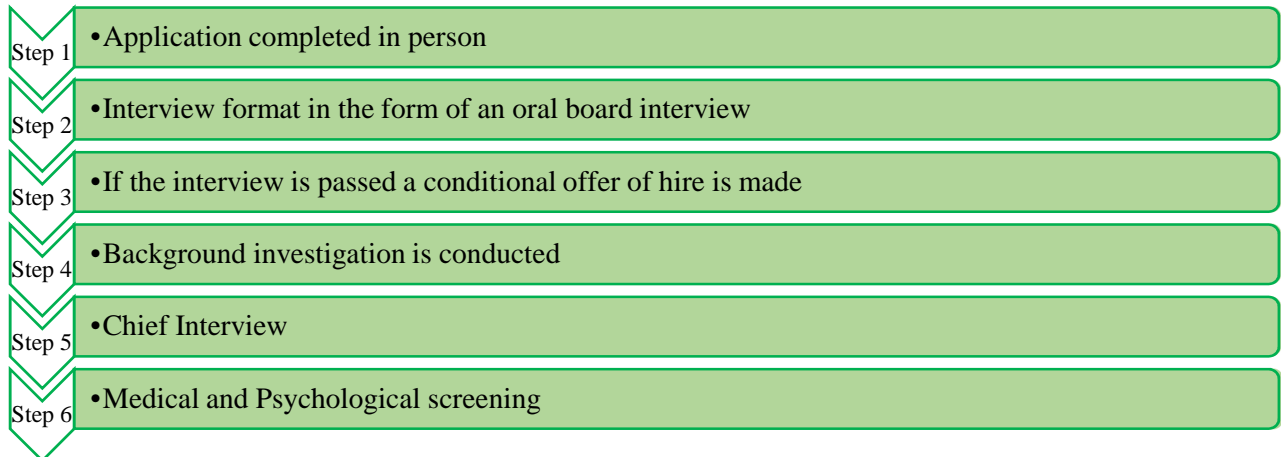 Step 1
•Application completed in person
Step 2
•Interview format in the form of an oral board interview
Step 3
•If the interview is passed a conditional offer of hire is made
Step 4
•Background investigation is conducted
Step 5
•Chief Interview
Step 6
•Medical and Psychological screening